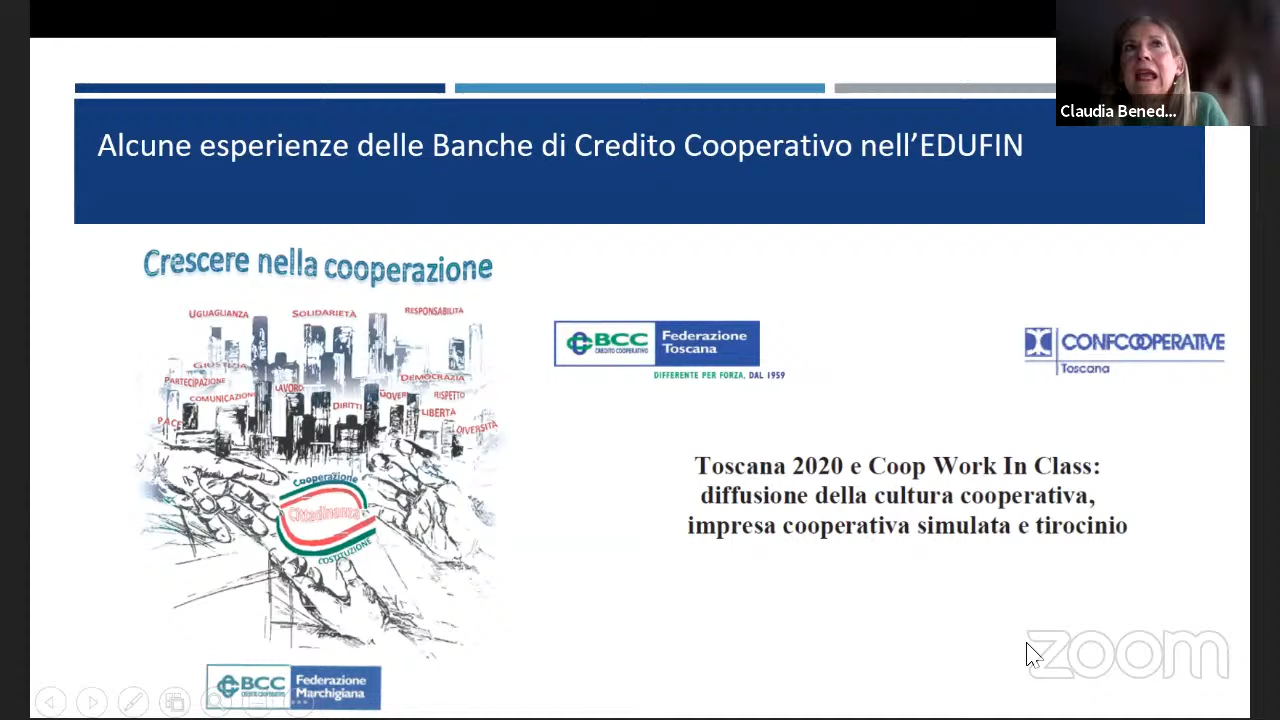 Claudia Bened...
Alcune esperienze delle Banche di Credito Cooperativo nell'EDUFIN
Crescere nella cooperazione
UGUAGLIANZA
SOLIDARIETÀ
RESPONSABILITÀ
GIUSTIZIA
PARTECIPAZIONE
LAVORO
DEMOCRAZIA
COMUNICAZIONE
DIRITTI
DOVERI
RISPETTO
LIBERTÀ
PACE
DIVERSITÀ
Cooperazione
Cittadinanza
COSTITUZIONE
BCC
CREDITO COOPERATIVO
Federazione
Marchigiana
BCC
CREDITO COOPERATIVO
Federazione
Toscana
DIFFERENTE PER FORZA, DAL 1959
CONFCOOPERATIVE
Toscana
Toscana 2020 e Coop Work In Class:
diffusione della cultura cooperativa,
impresa cooperativa simulata e tirocinio
zoom